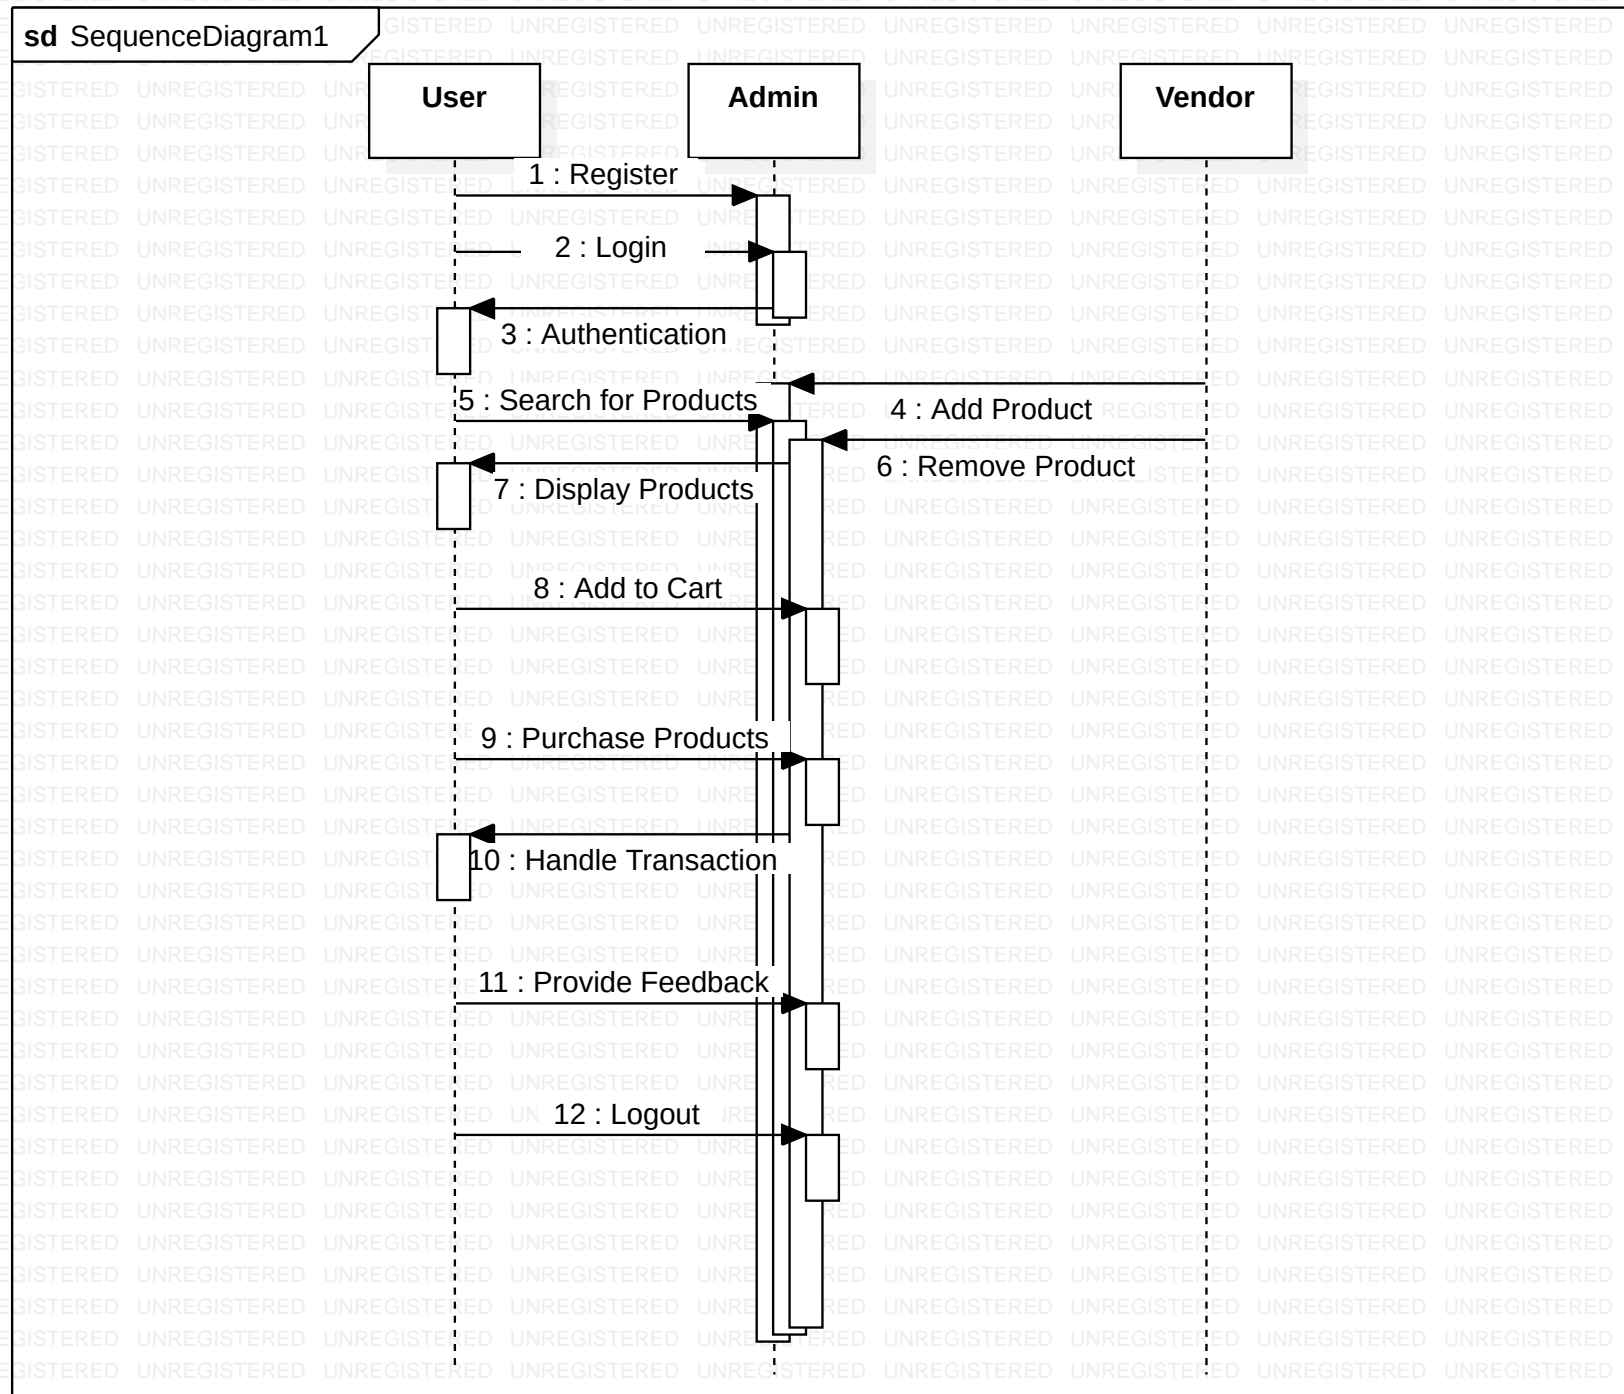 sd SequenceDiagram1
User
Admin
Vendor
1 : Register
2 : Login
3 : Authentication
5 : Search for Products
4 : Add Product
6 : Remove Product
7 : Display Products
8 : Add to Cart
9 : Purchase Products
10 : Handle Transaction
11 : Provide Feedback
12 : Logout
UNREGISTERED